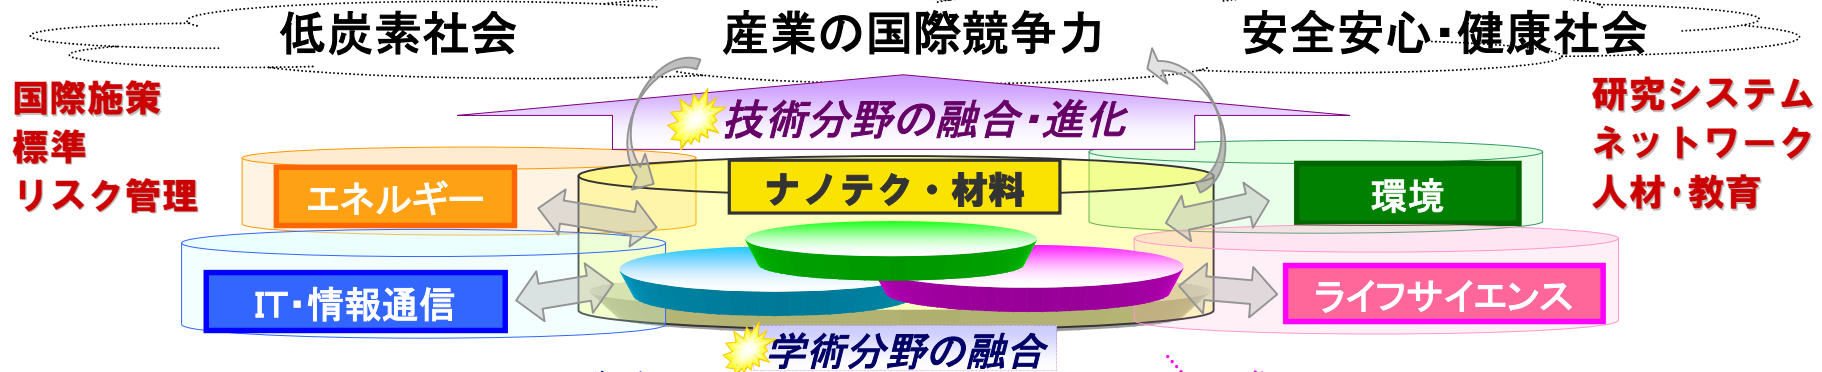 低炭素社会
産業の国際競争力
安全安心・健康社会
国際施策
標準
リスク管理
技術分野の融合・進化
研究システム
ネットワーク
人材・教育
エネルギー
ナノテク・材料
環境
IT・情報通信
ライフサイエンス
学術分野の融合